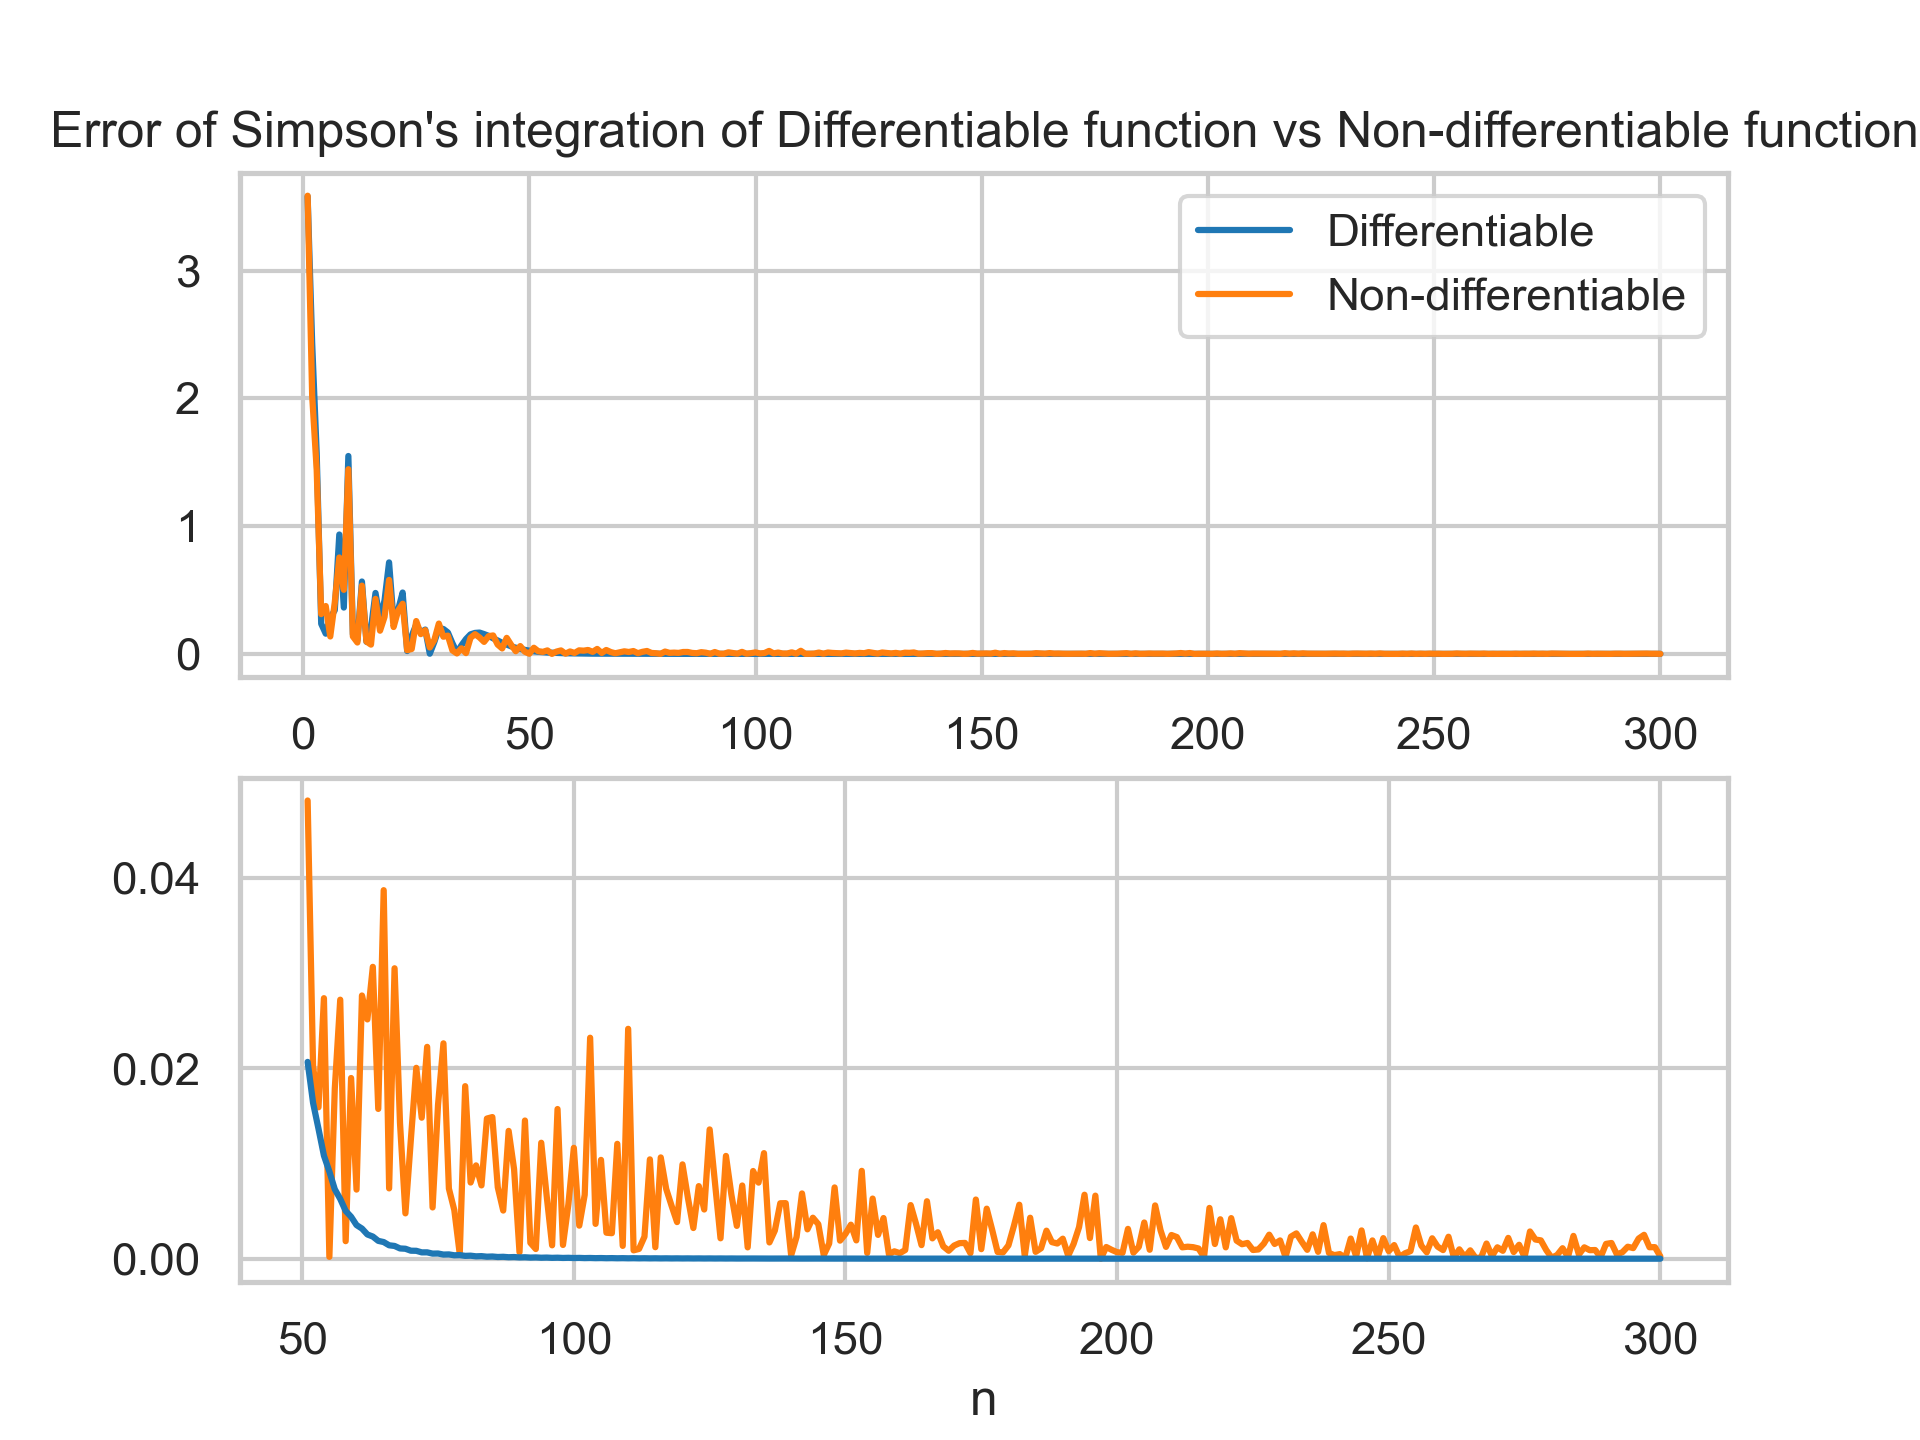 Error of Simpson's integration of Differentiable function vs Non-differentiable function
Differentiable
Non-differentiable
3
2
1
0
0 50 100 150 200 250 300
0.04
0.02
0.00
50 100 150 200 250 300
n